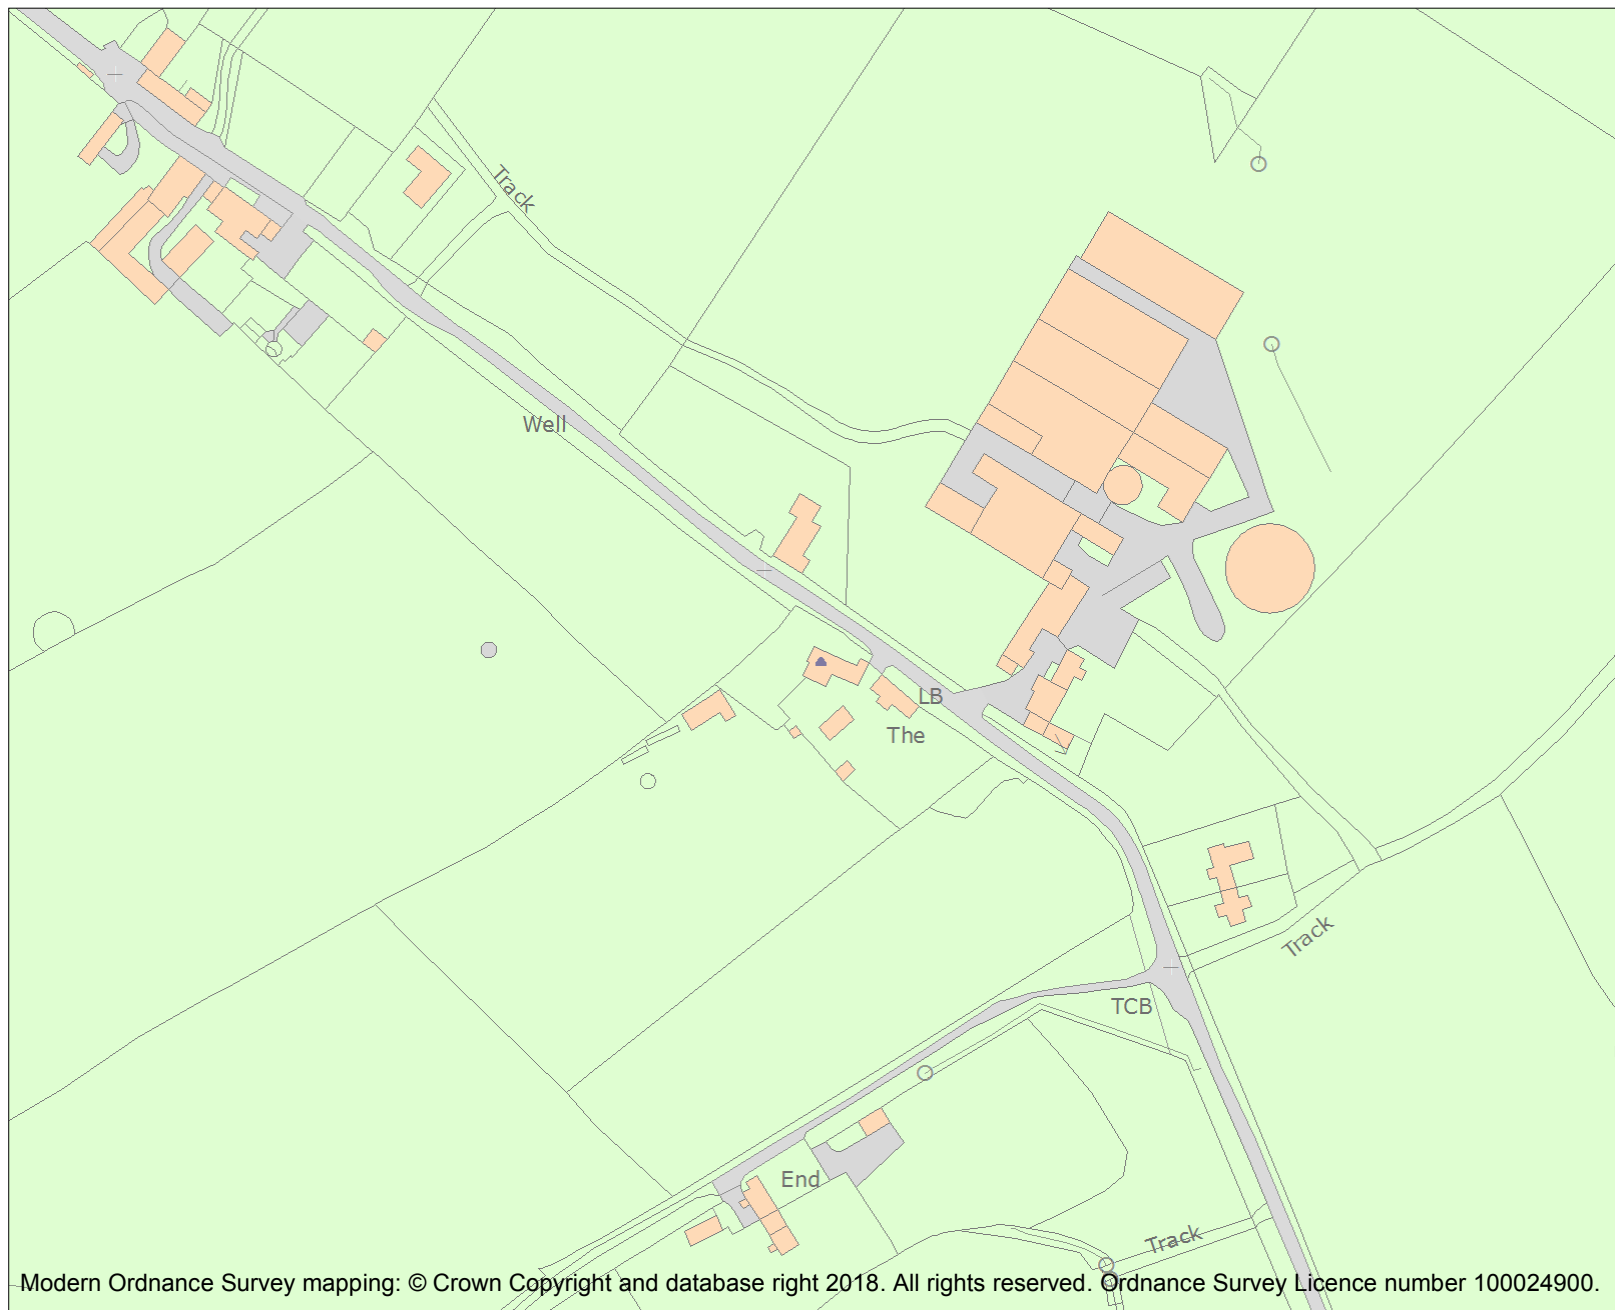 Track
Well
LB
The
Track
TCB
End
Track
Modern Ordnance Survey mapping: © Crown Copyright and database right 2018. All rights reserved. Ordnance Survey Licence number 100024900.